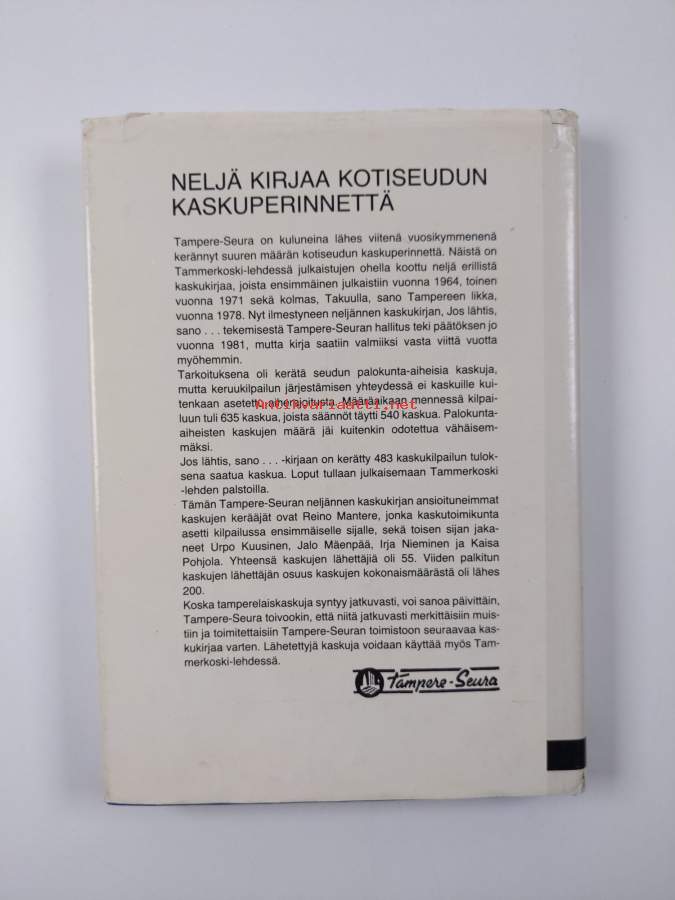 NELJÄ KIRJAA KOTISEUDUN
KASKUPERINNETTÄ
Tampere-Seura on kuluneina lähes viitenä vuosikymmenenä
kerännyt suuren määrän kotiseudun kaskuperinnettä. Näistä on
Tammerkoski-lehdessä julkaistujen ohella koottu neljä erillistä
kaskukirjaa, joista ensimmäinen julkaistiin vuonna 1964, toinen
vuonna 1971 sekä kolmas, Takuulla, sano Tampereen likka,
vuonna 1978. Nyt ilmestyneen neljännen kaskukirjan, Jos lähtis,
sano . . . tekemisestä Tampere-Seuran hallitus teki päätöksen jo
vuonna 1981, mutta kirja saatiin valmiiksi vasta viittä vuotta
myöhemmin.
Tarkoituksena oli kerätä seudun palokunta-aiheisia kaskuja,
mutta keruukilpailun järjestämisen yhteydessä ei kaskuille kui-
tenkaan asetettu aiherajoitusta. Määräaikaan mennessä kilpai-
Antikvariaatti.net
luun tuli 635 kaskua, joista säännöt täytti 540 kaskua. Palokunta-
aiheisten kaskujen määrä jäi kuitenkin odotettua vähäisem-
mäksi.
Jos lähtis, sano . . . -kirjaan on kerätty 483 kaskukilpailun tulok-
sena saatua kaskua. Loput tullaan julkaisemaan Tammerkoski
-lehden palstoilla.
Tämän Tampere-Seuran neljännen kaskukirjan ansioituneimmat
kaskujen kerääjät ovat Reino Mantere, jonka kaskutoimikunta
asetti kilpailussa ensimmäiselle sijalle, sekä toisen sijan jaka-
neet Urpo Kuusinen, Jalo Mäenpää, Irja Nieminen ja Kaisa
Pohjola. Yhteensä kaskujen lähettäjiä oli 55. Viiden palkitun
kaskujen lähettäjän osuus kaskujen kokonaismäärästä oli lähes
200.
Koska tamperelaiskaskuja syntyy jatkuvasti, voi sanoa päivittäin,
Tampere-Seura toivookin, että niitä jatkuvasti merkittäisiin muis-
tiin ja toimitettaisiin Tampere-Seuran toimistoon seuraavaa kas-
kukirjaa varten. Lähetettyjä kaskuja voidaan käyttää myös Tam-
merkoski-lehdessä.
Tampere-Seura